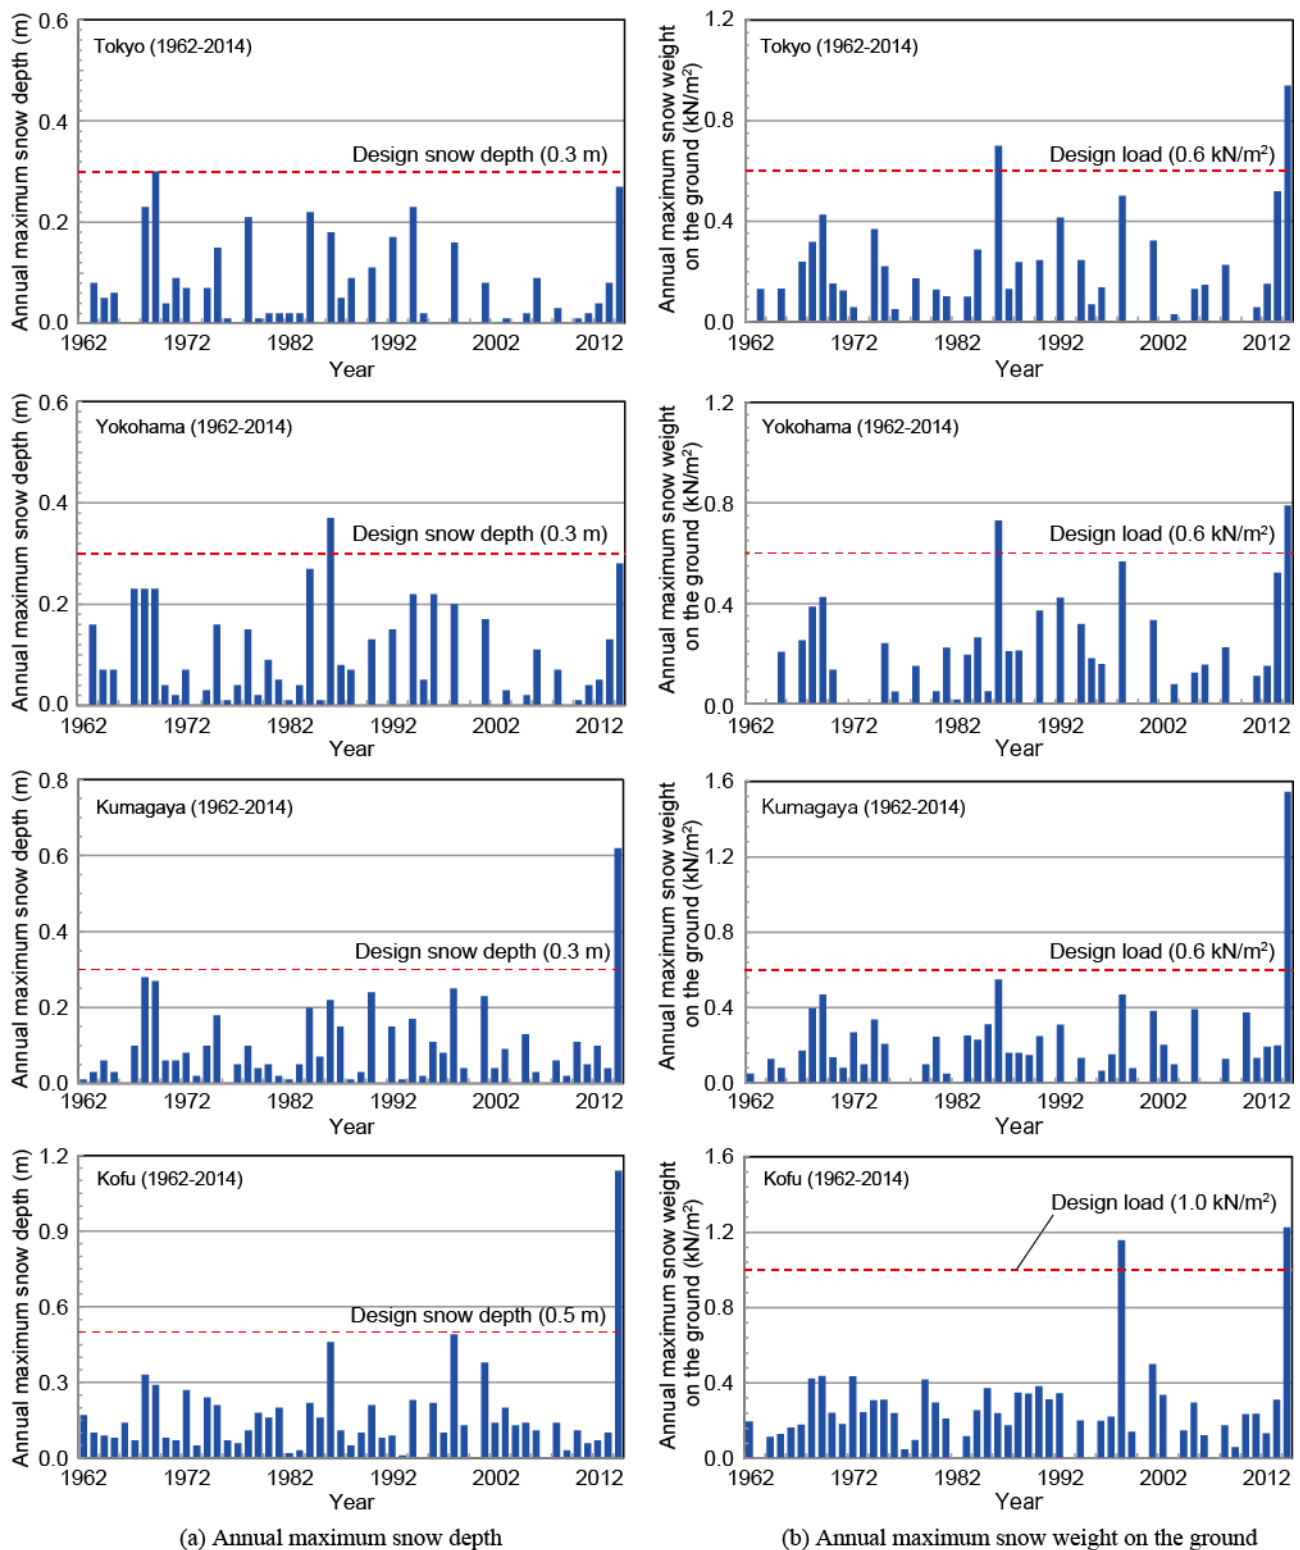 Annual maximum snow depth (m)
0.6
0.4
0.2
0.0
Tokyo (1962-2014)
Design snow depth (0.3 m)
1962 1972 1982 1992 2002 2012
Year
Annual maximum snow weight
on the ground (kN/m²)
1.2
0.8
0.4
0.0
Tokyo (1962-2014)
Design load (0.6 kN/m²)
1962 1972 1982 1992 2002 2012
Year
Annual maximum snow depth (m)
0.6
0.4
0.2
0.0
Yokohama (1962-2014)
Design snow depth (0.3 m)
1962 1972 1982 1992 2002 2012
Year
Annual maximum snow weight
on the ground (kN/m²)
1.2
0.8
0.4
0.0
Yokohama (1962-2014)
Design load (0.6 kN/m²)
1962 1972 1982 1992 2002 2012
Year
Annual maximum snow depth (m)
0.8
0.6
0.4
0.2
0.0
Kumagaya (1962-2014)
Design snow depth (0.3 m)
1962 1972 1982 1992 2002 2012
Year
Annual maximum snow weight
on the ground (kN/m²)
1.6
1.2
0.8
0.4
0.0
Kumagaya (1962-2014)
Design load (0.6 kN/m²)
1962 1972 1982 1992 2002 2012
Year
Annual maximum snow depth (m)
1.2
0.9
0.6
0.3
0.0
Kofu (1962-2014)
Design snow depth (0.5 m)
1962 1972 1982 1992 2002 2012
Year
Annual maximum snow weight
on the ground (kN/m²)
1.6
1.2
0.8
0.4
0.0
Kofu (1962-2014)
Design load (1.0 kN/m²)
1962 1972 1982 1992 2002 2012
Year
(a) Annual maximum snow depth
(b) Annual maximum snow weight on the ground